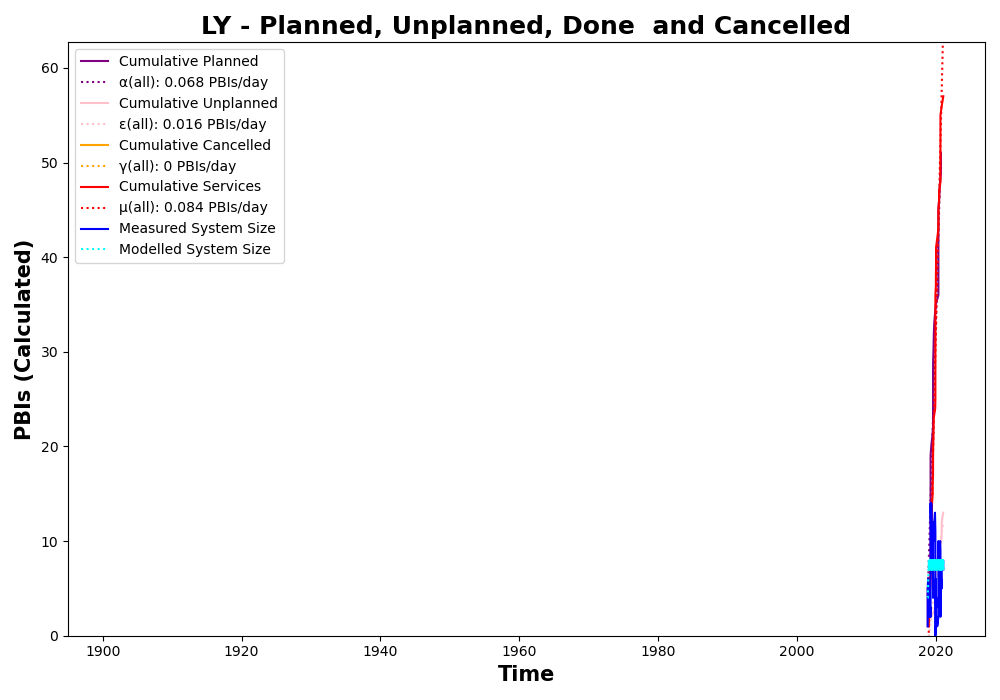 LY - Planned, Unplanned, Done  and Cancelled
Cumulative Planned
α(all): 0.068 PBIs/day
Cumulative Unplanned
ε(all): 0.016 PBIs/day
Cumulative Cancelled
γ(all): 0 PBIs/day
Cumulative Services
μ(all): 0.084 PBIs/day
Measured System Size
Modelled System Size
PBIs (Calculated)
60
50
40
30
20
10
0
1900 1920 1940 1960 1980 2000 2020
Time